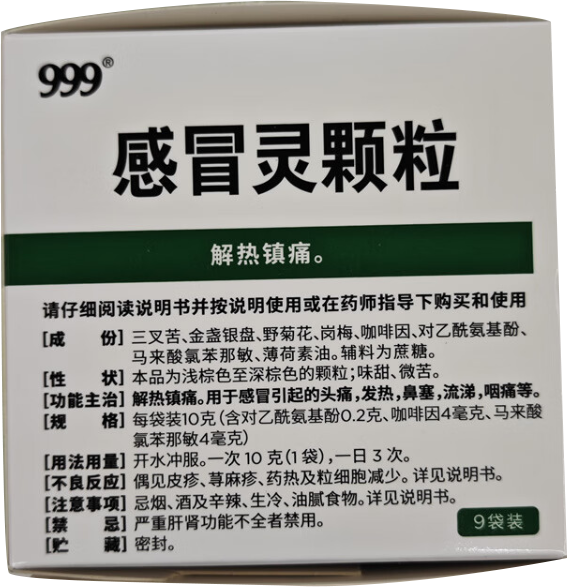 999®
感冒灵颗粒
解热镇痛。
请仔细阅读说明书并按说明使用或在药师指导下购买和使用
[成 份] 三叉苦、金盏银盘、野菊花、岗梅、咖啡因、对乙酰氨基酚、
马来酸氯苯那敏、薄荷素油。辅料为蔗糖。
[性 状] 本品为浅棕色至深棕色的颗粒;味甜、微苦。
[功能主治] 解热镇痛。用于感冒引起的头痛,发热,鼻塞,流涕,咽痛等。
[规 格] 每袋装10克(含对乙酰氨基酚0.2克、咖啡因4毫克、马来酸
氯苯那敏4毫克)
[用法用量] 开水冲服。一次 10 克(1 袋),一日 3 次。
[不良反应] 偶见皮疹、荨麻疹、药热及粒细胞减少。详见说明书。
[注意事项] 忌烟、酒及辛辣、生冷、油腻食物。详见说明书。
[禁 忌] 严重肝肾功能不全者禁用。
[贮 藏] 密封。
9袋装